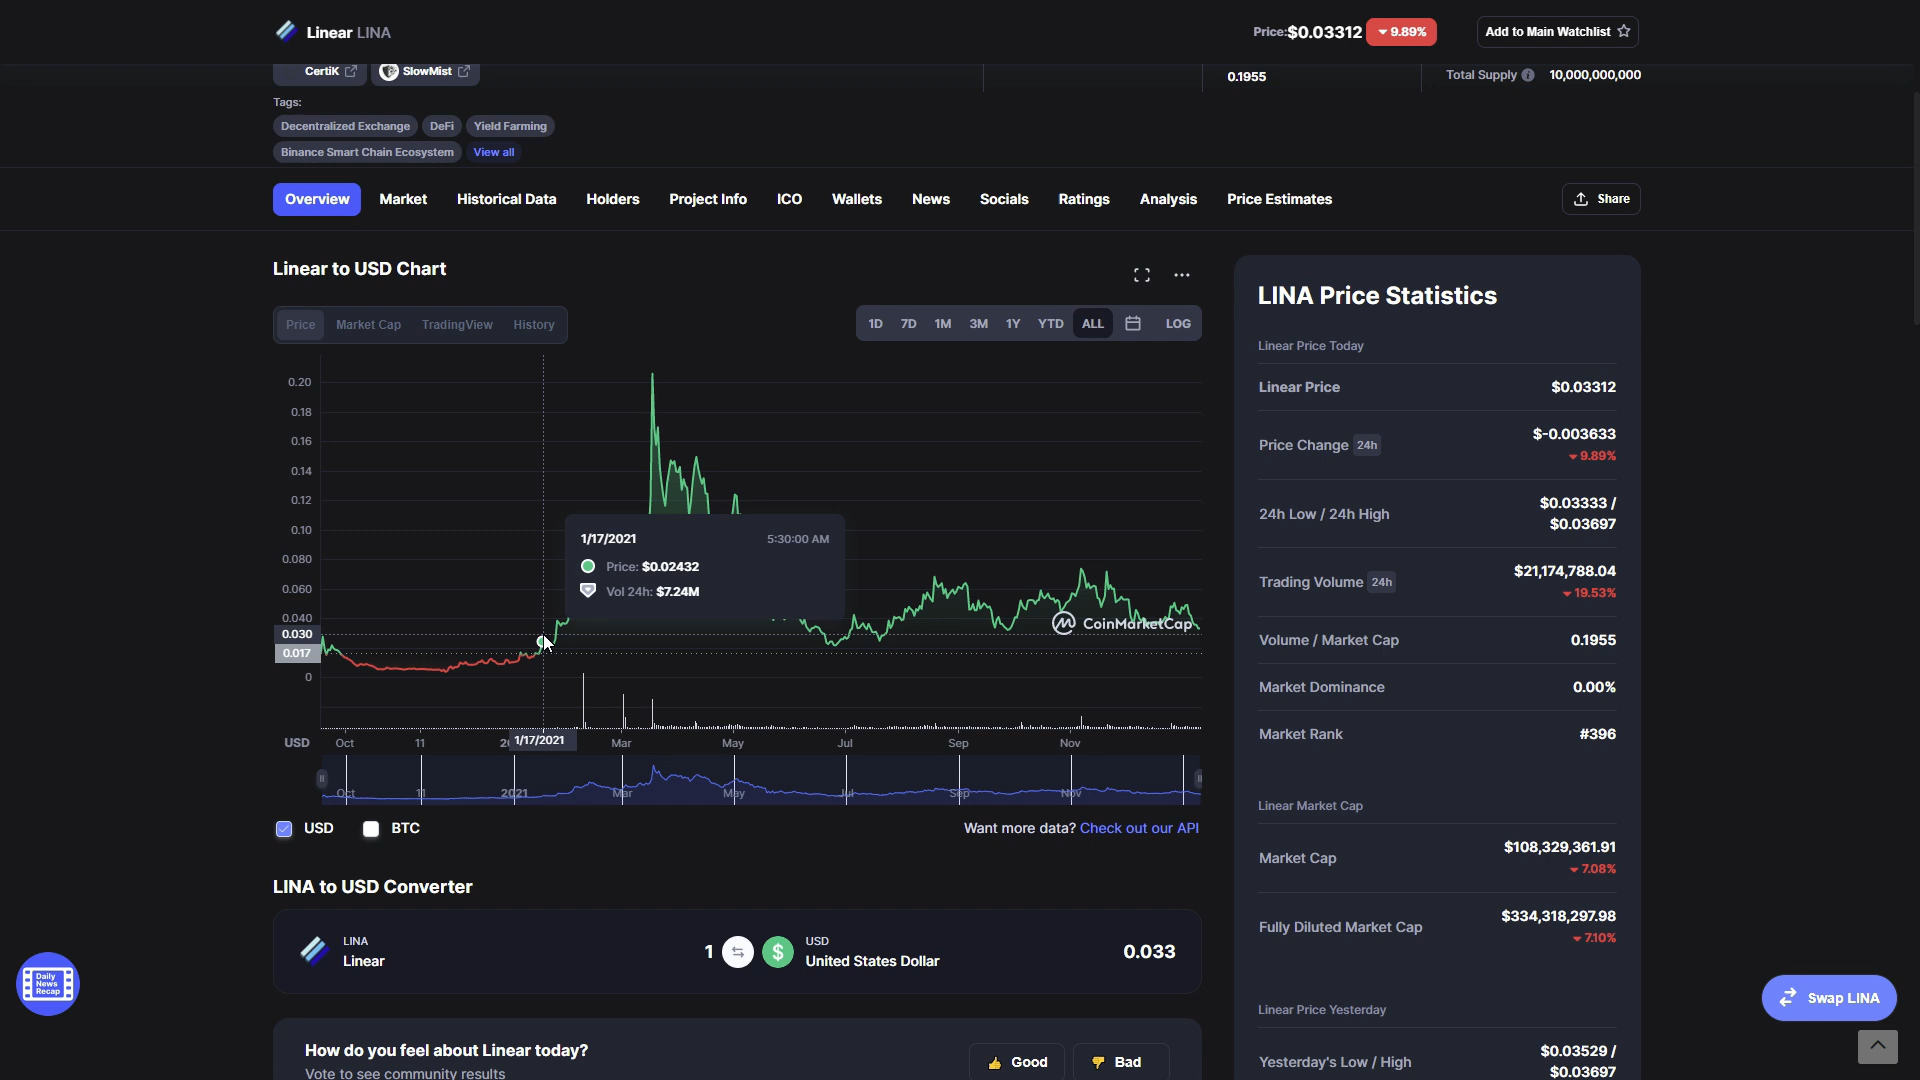 Linear LINA
Price:$0.03312 9.89%
Add to Main Watchlist
CertiK SlowMist
0.1955
Total Supply 10,000,000,000
Tags:
Decentralized Exchange DeFi Yield Farming
Binance Smart Chain Ecosystem View all
Overview Market Historical Data Holders Project Info ICO Wallets News Socials Ratings Analysis Price Estimates
Share
Linear to USD Chart
Price Market Cap TradingView History
1D 7D 1M 3M 1Y YTD ALL LOG
0.20
0.18
0.16
0.14
0.12
0.10
0.080
0.060
0.040
0.030
0.017
0
1/17/2021 5:30:00 AM
Price: $0.02432
Vol 24h: $7.24M
CoinMarketCap
USD Oct 11 1/17/2021 Mar May Jul Sep Nov
Oct 11 2021 Mar May Jul Sep Nov
USD BTC
Want more data? Check out our API
LINA to USD Converter
LINA
Linear
1
USD
United States Dollar
0.033
How do you feel about Linear today?
Vote to see community results
Good Bad
LINA Price Statistics
Linear Price Today
Linear Price $0.03312
Price Change 24h $-0.003633
9.89%
24h Low / 24h High $0.03333 /
$0.03697
Trading Volume 24h $21,174,788.04
19.53%
Volume / Market Cap 0.1955
Market Dominance 0.00%
Market Rank #396
Linear Market Cap
Market Cap $108,329,361.91
7.08%
Fully Diluted Market Cap $334,318,297.98
7.10%
Linear Price Yesterday
Yesterday's Low / High $0.03529 /
$0.03697
Daily
News
Recap
Swap LINA